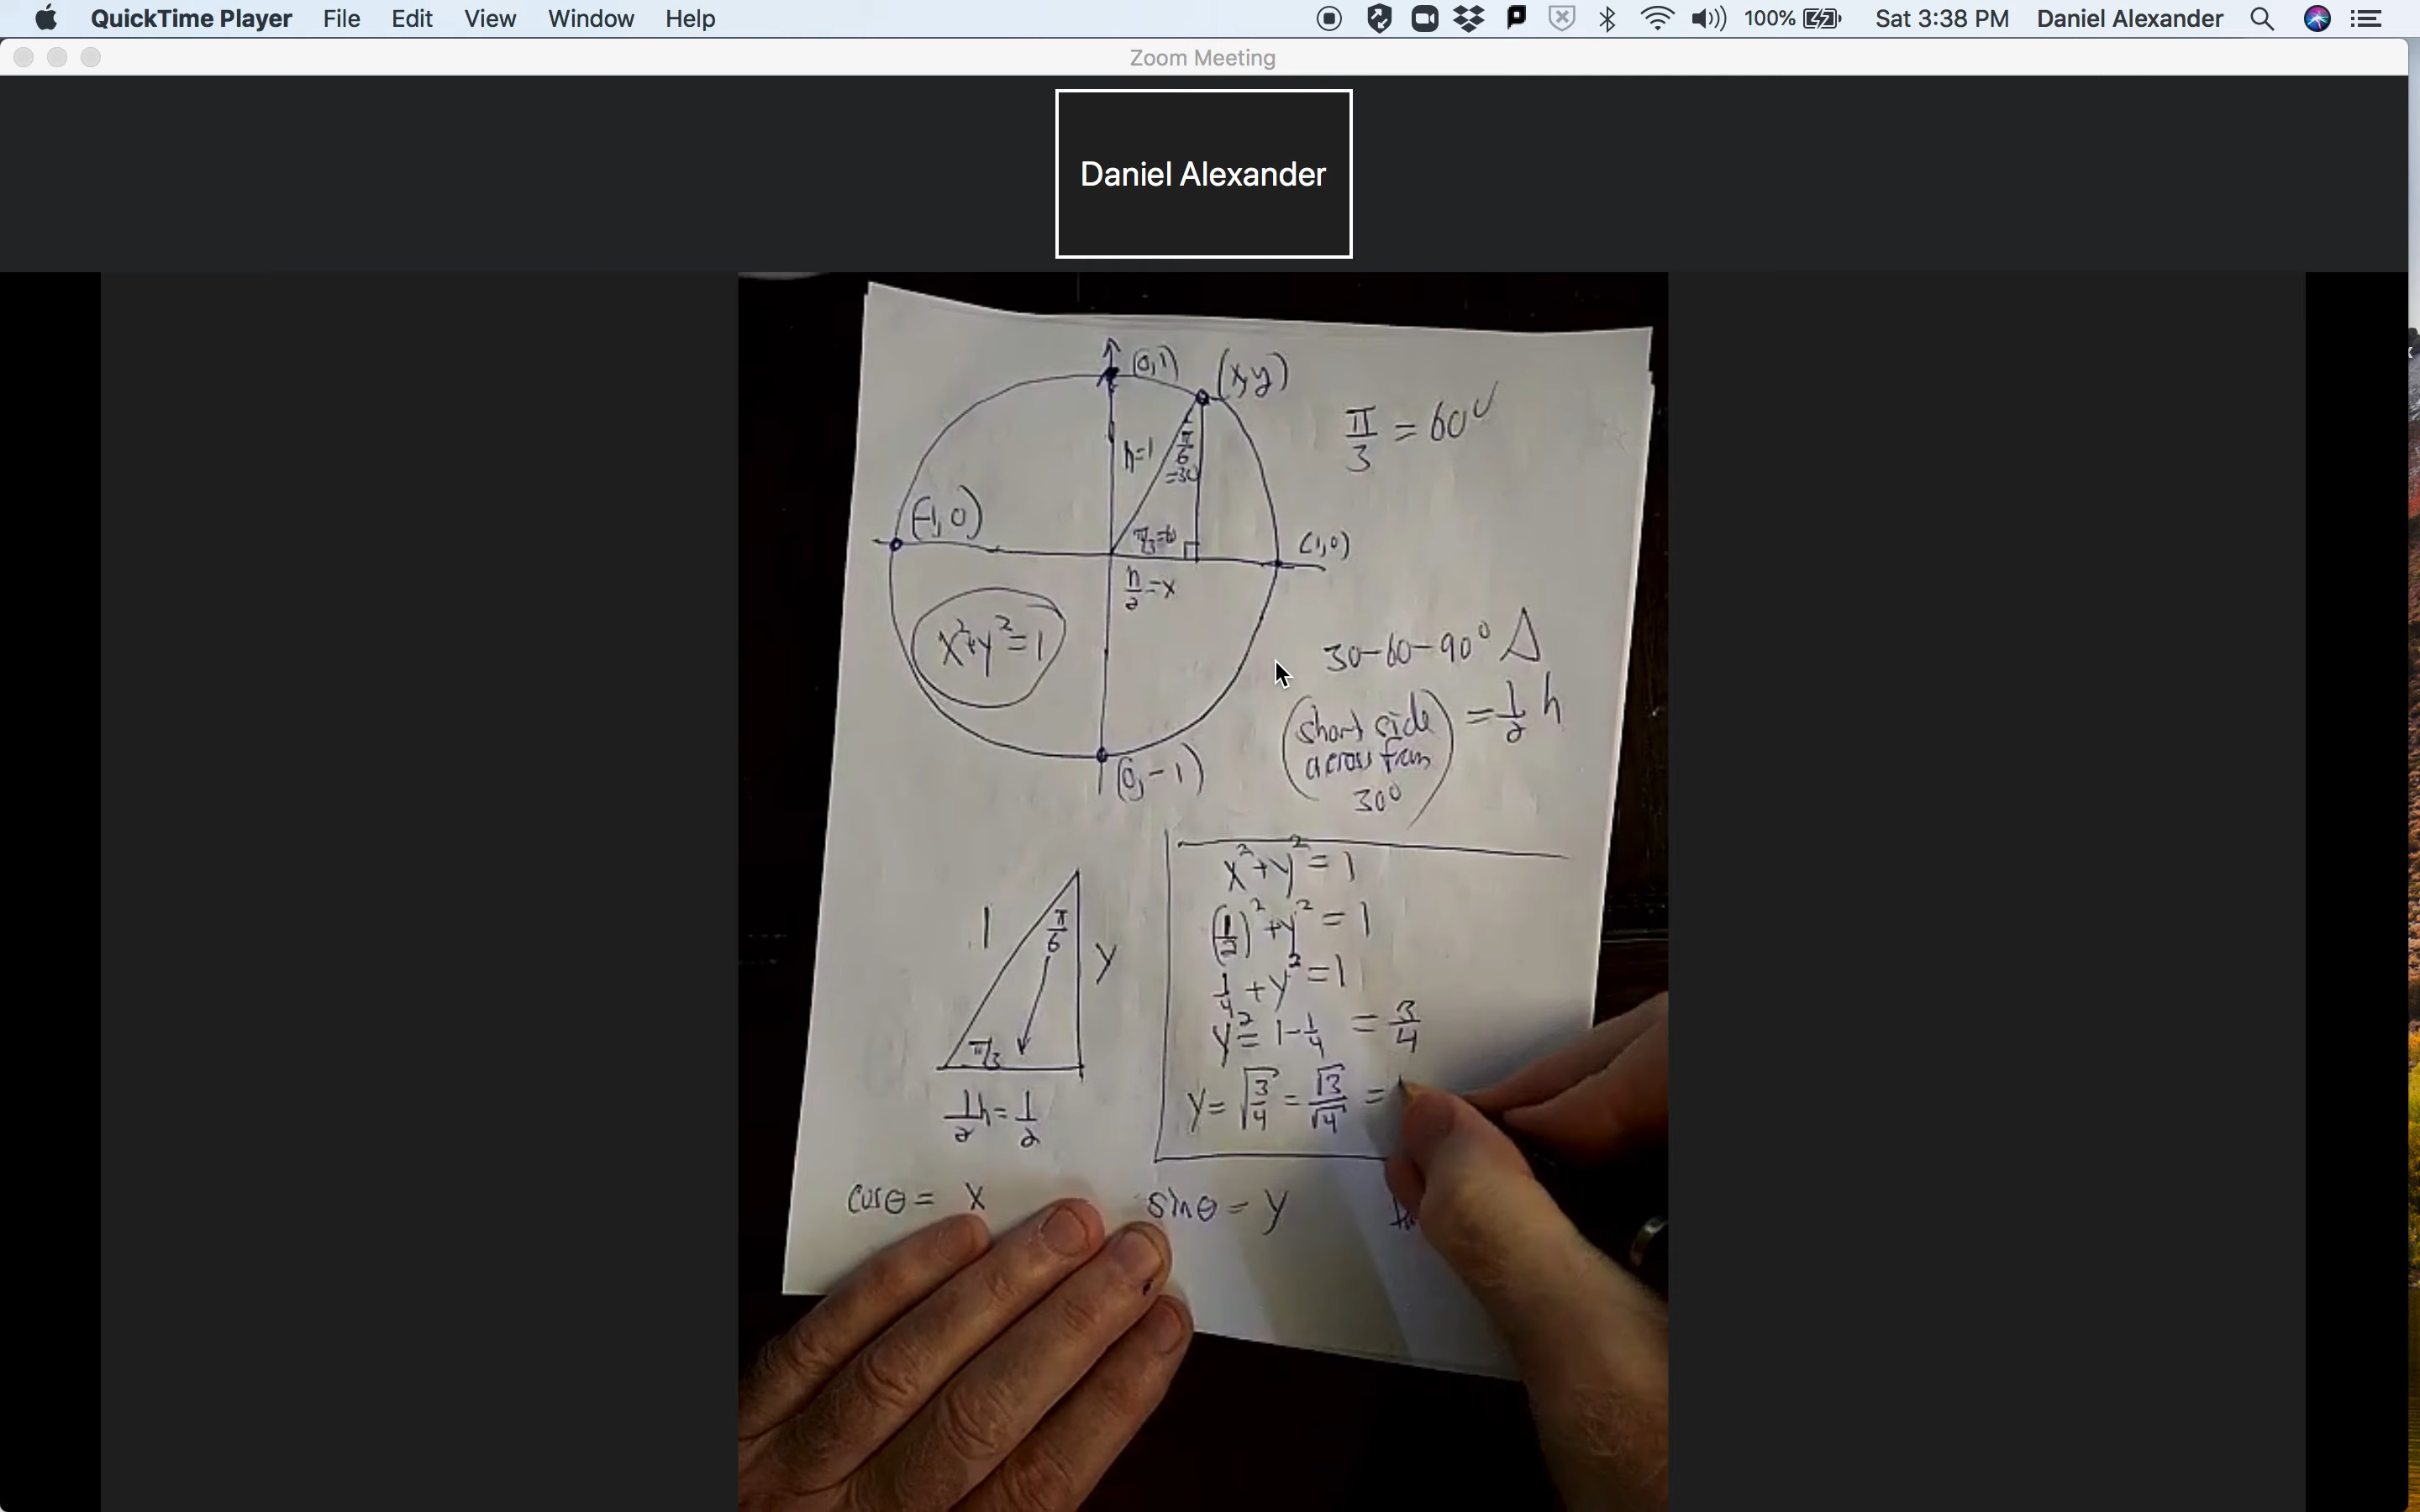 QuickTime Player File Edit View Window Help 100% Sat 3:38 PM Daniel Alexander
Zoom Meeting
Daniel Alexander
(0,1) (x,y)
π/3 = 60°
h=1 π/6 =30
(-1,0)
π/3=60 (1,0)
h/2 = x
x²+y²=1
30-60-90° Δ
(short side across from 30°) = 1/2 h
x²+y²=1
(0,-1)
(1/2)²+y²=1
1 π/6 y
1/4+y²=1
y²=1-1/4 = 3/4
π/3
y=√3/4=√3/√4=
1/2h=1/2
cosθ= x sinθ=y